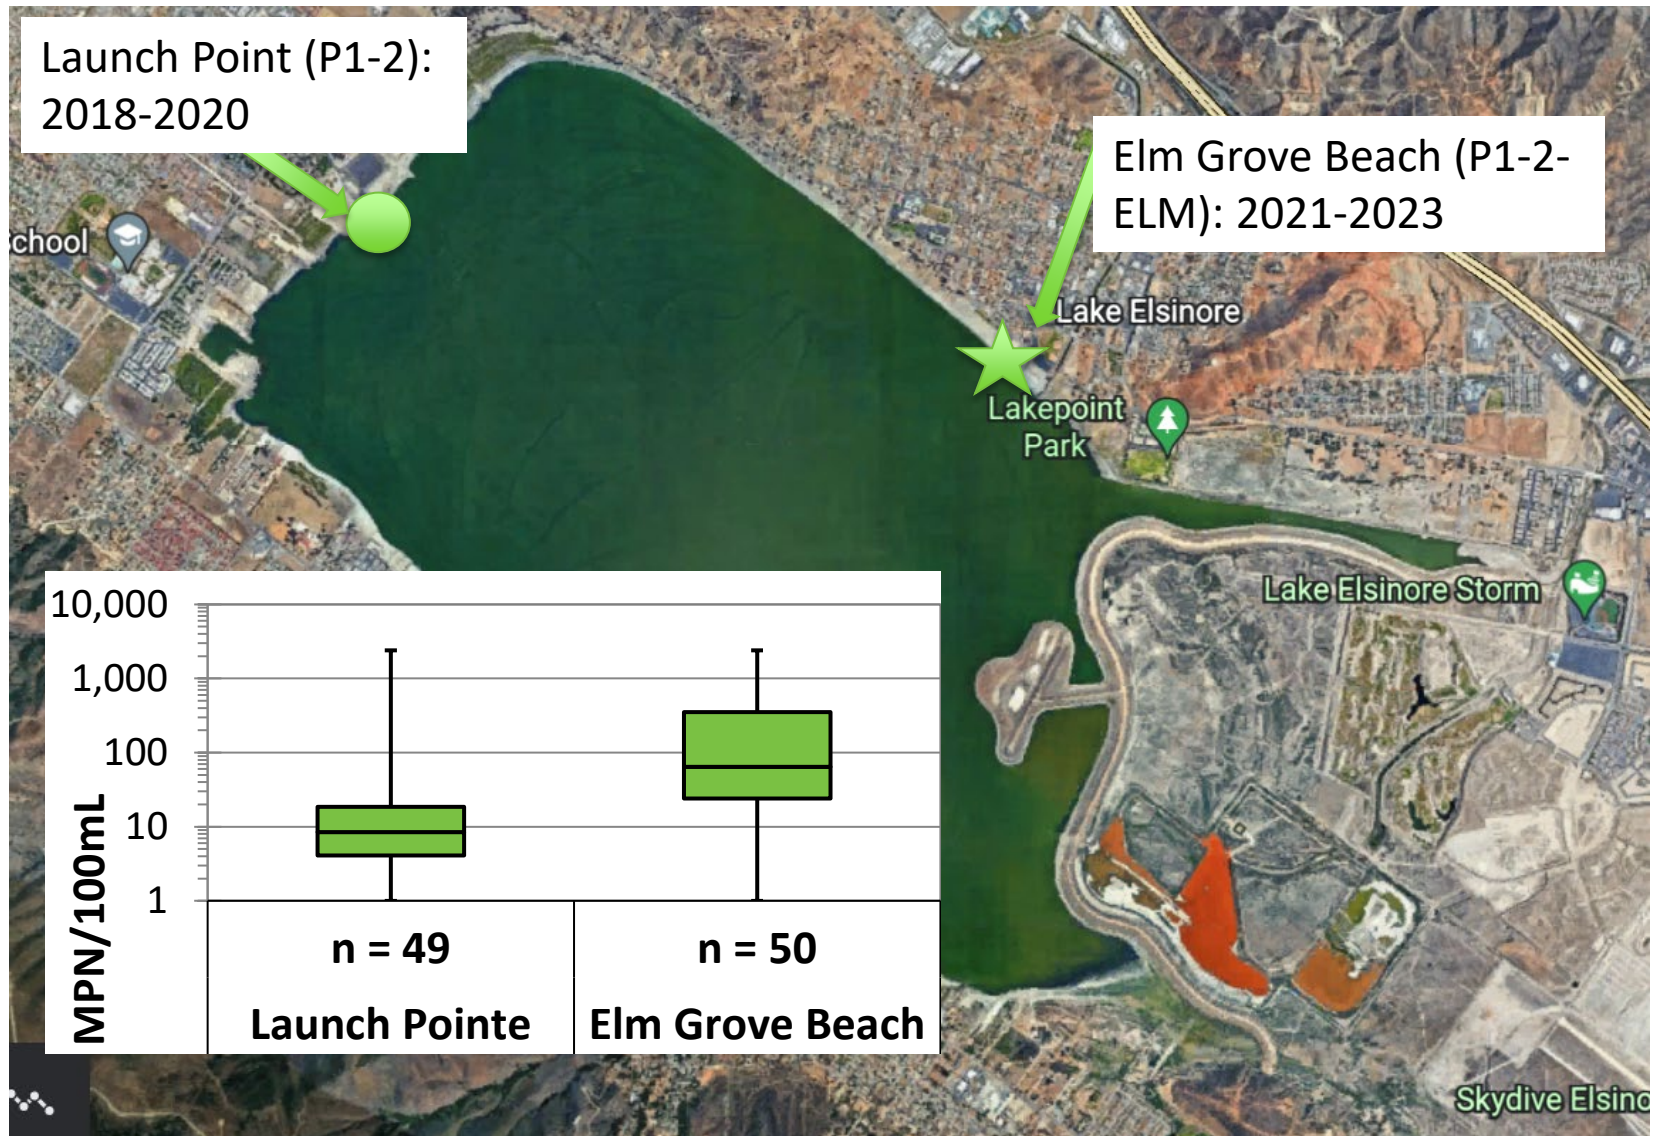 Launch Point (P1-2):
2018-2020
Elm Grove Beach (P1-2-
ELM): 2021-2023
chool
Lake Elsinore
Lakepoint
Park
Lake Elsinore Storm
10,000
1,000
100
10
1
MPN/100mL
n = 49
n = 50
Launch Pointe
Elm Grove Beach
Skydive Elsino